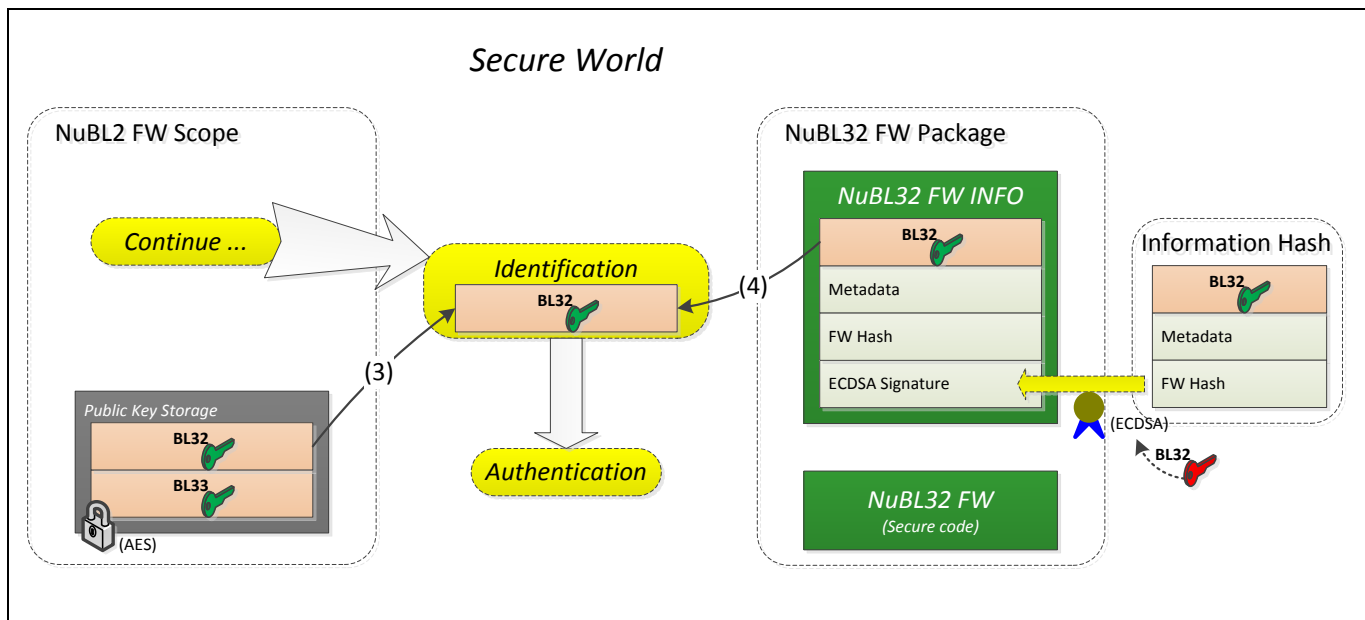 Secure World
NuBL2 FW Scope
Continue ...
Public Key Storage
BL32
BL33
(AES)
(3)
Identification
BL32
Authentication
(4)
NuBL32 FW Package
NuBL32 FW INFO
BL32
Metadata
FW Hash
ECDSA Signature
NuBL32 FW
(Secure code)
Information Hash
BL32
Metadata
FW Hash
(ECDSA)
BL32